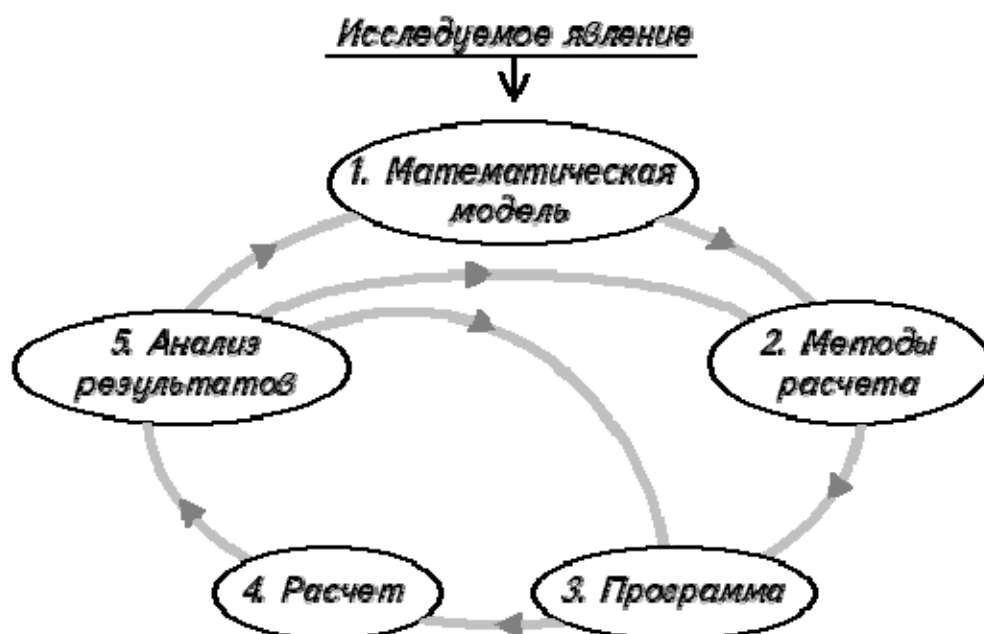 Исследуемое явление
1. Математическая
модель
5. Анализ
результатов
2. Методы
расчета
4. Расчет
3. Программа